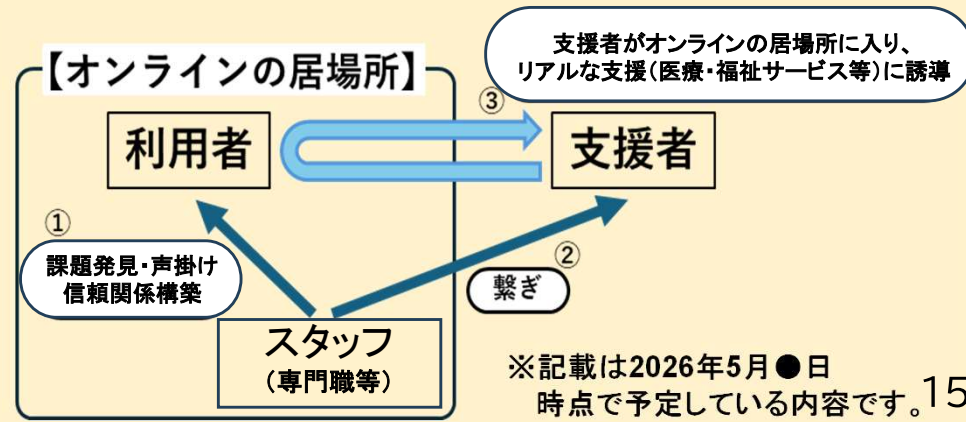 支援者がオンラインの居場所に入り、
リアルな支援（医療・福祉サービス等）に誘導
【オンラインの居場所】
③
利用者
支援者
①
課題発見・声掛け
信頼関係構築
②
繋ぎ
スタッフ
（専門職等）
※記載は2026年5月●日
時点で予定している内容です。
15